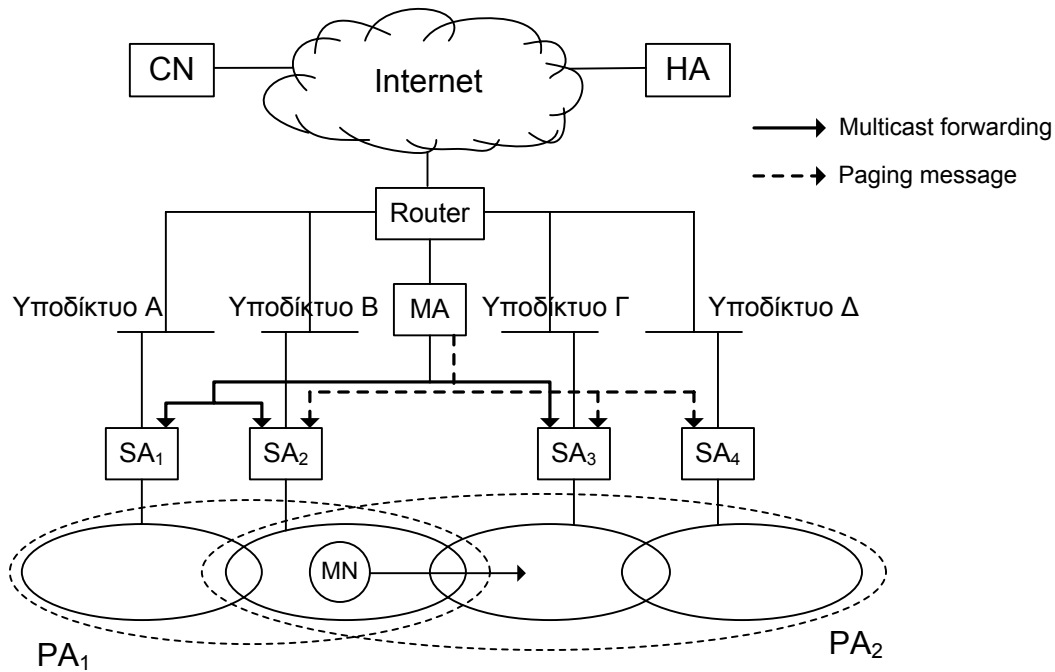 CN
Internet
HA
Multicast forwarding
Paging message
Router
Υποδίκτυο Α
Υποδίκτυο Β
MA
Υποδίκτυο Γ
Υποδίκτυο Δ
SA₁
SA₂
SA₃
SA₄
MN
PA₁
PA₂